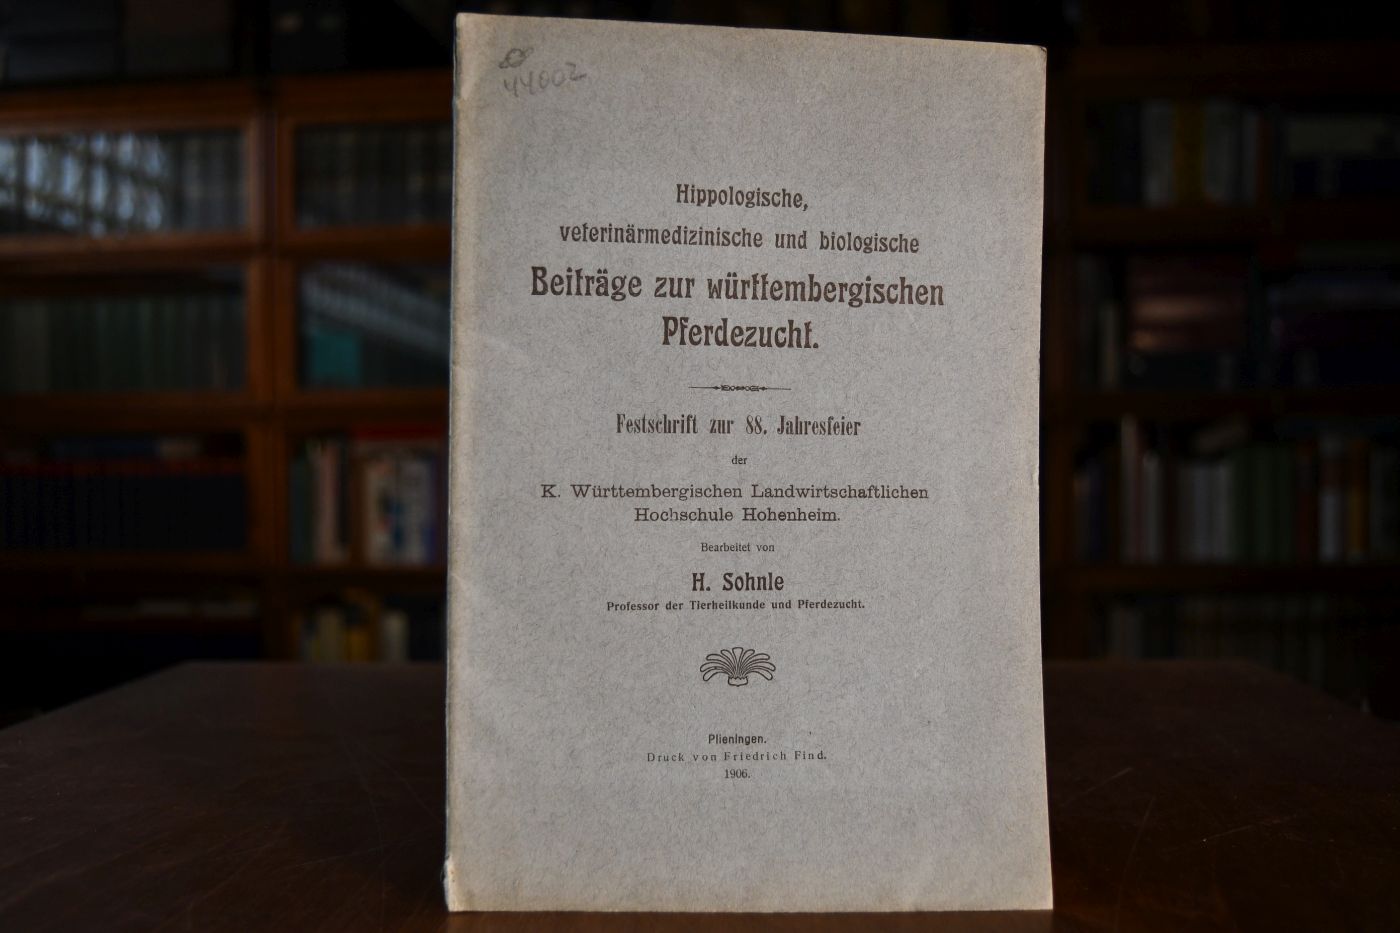 44002
Hippologische,
veterinärmedizinische und biologische
Beiträge zur württembergischen
Pferdezucht.
Festschrift zur 88. Jahresfeier
der
K. Württembergischen Landwirtschaftlichen
Hochschule Hohenheim.
Bearbeitet von
H. Sohnle
Professor der Tierheilkunde und Pferdezucht.
Plieningen.
Druck von Friedrich Find.
1906.